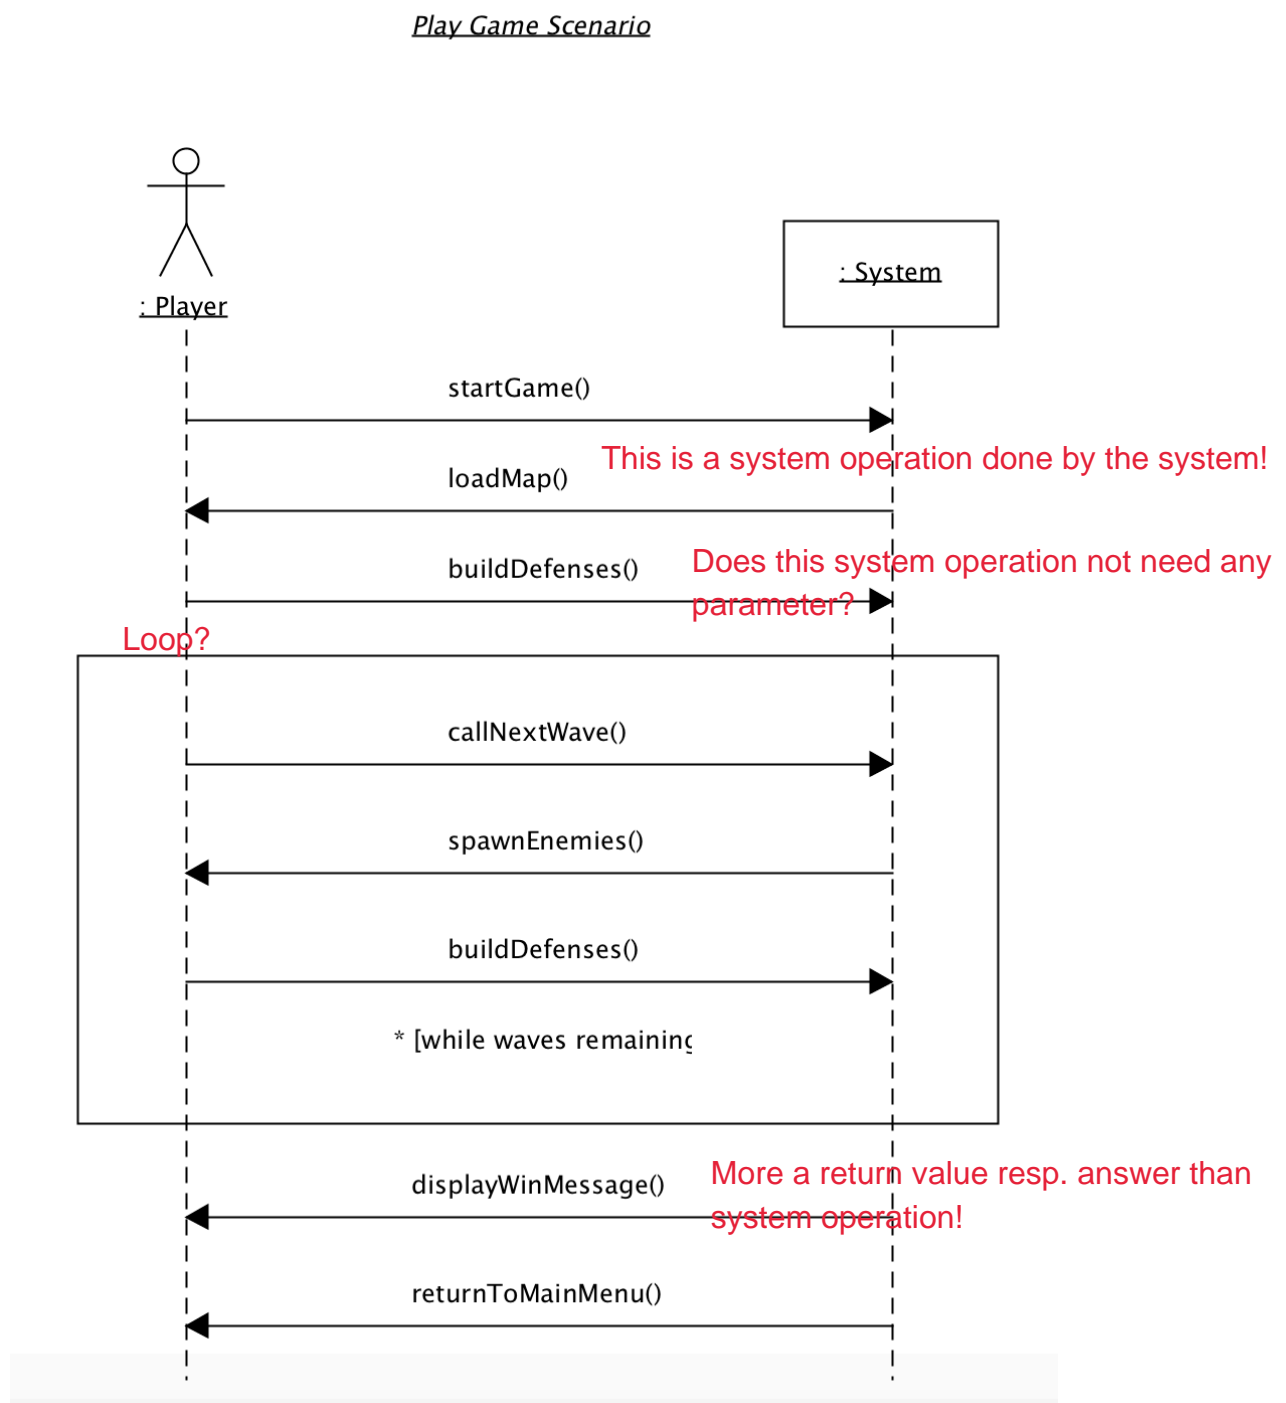 Play Game Scenario
: System
: Player
startGame()
This is a system operation done by the system!
loadMap()
buildDefenses()
Does this system operation not need any
parameter?
Loop?
callNextWave()
spawnEnemies()
buildDefenses()
* [while waves remaining
displayWinMessage()
More a return value resp. answer than
system operation!
returnToMainMenu()